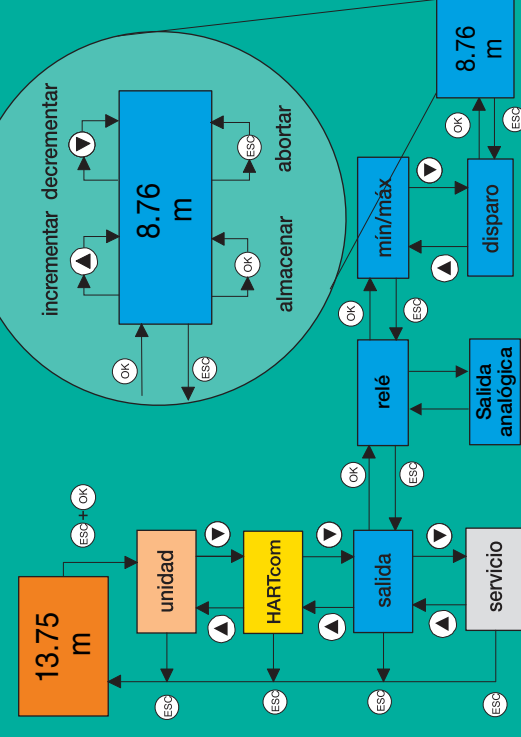 13.75
m
ESC + OK
unidad
HARTcom
salida
servicio
ESC
ESC
ESC
ESC
OK
ESC
relé
Salida
analógica
OK
ESC
mín/máx
disparo
OK
ESC
8.76
m
incrementar
decrementar
OK
ESC
8.76
m
OK
ESC
almacenar
abortar